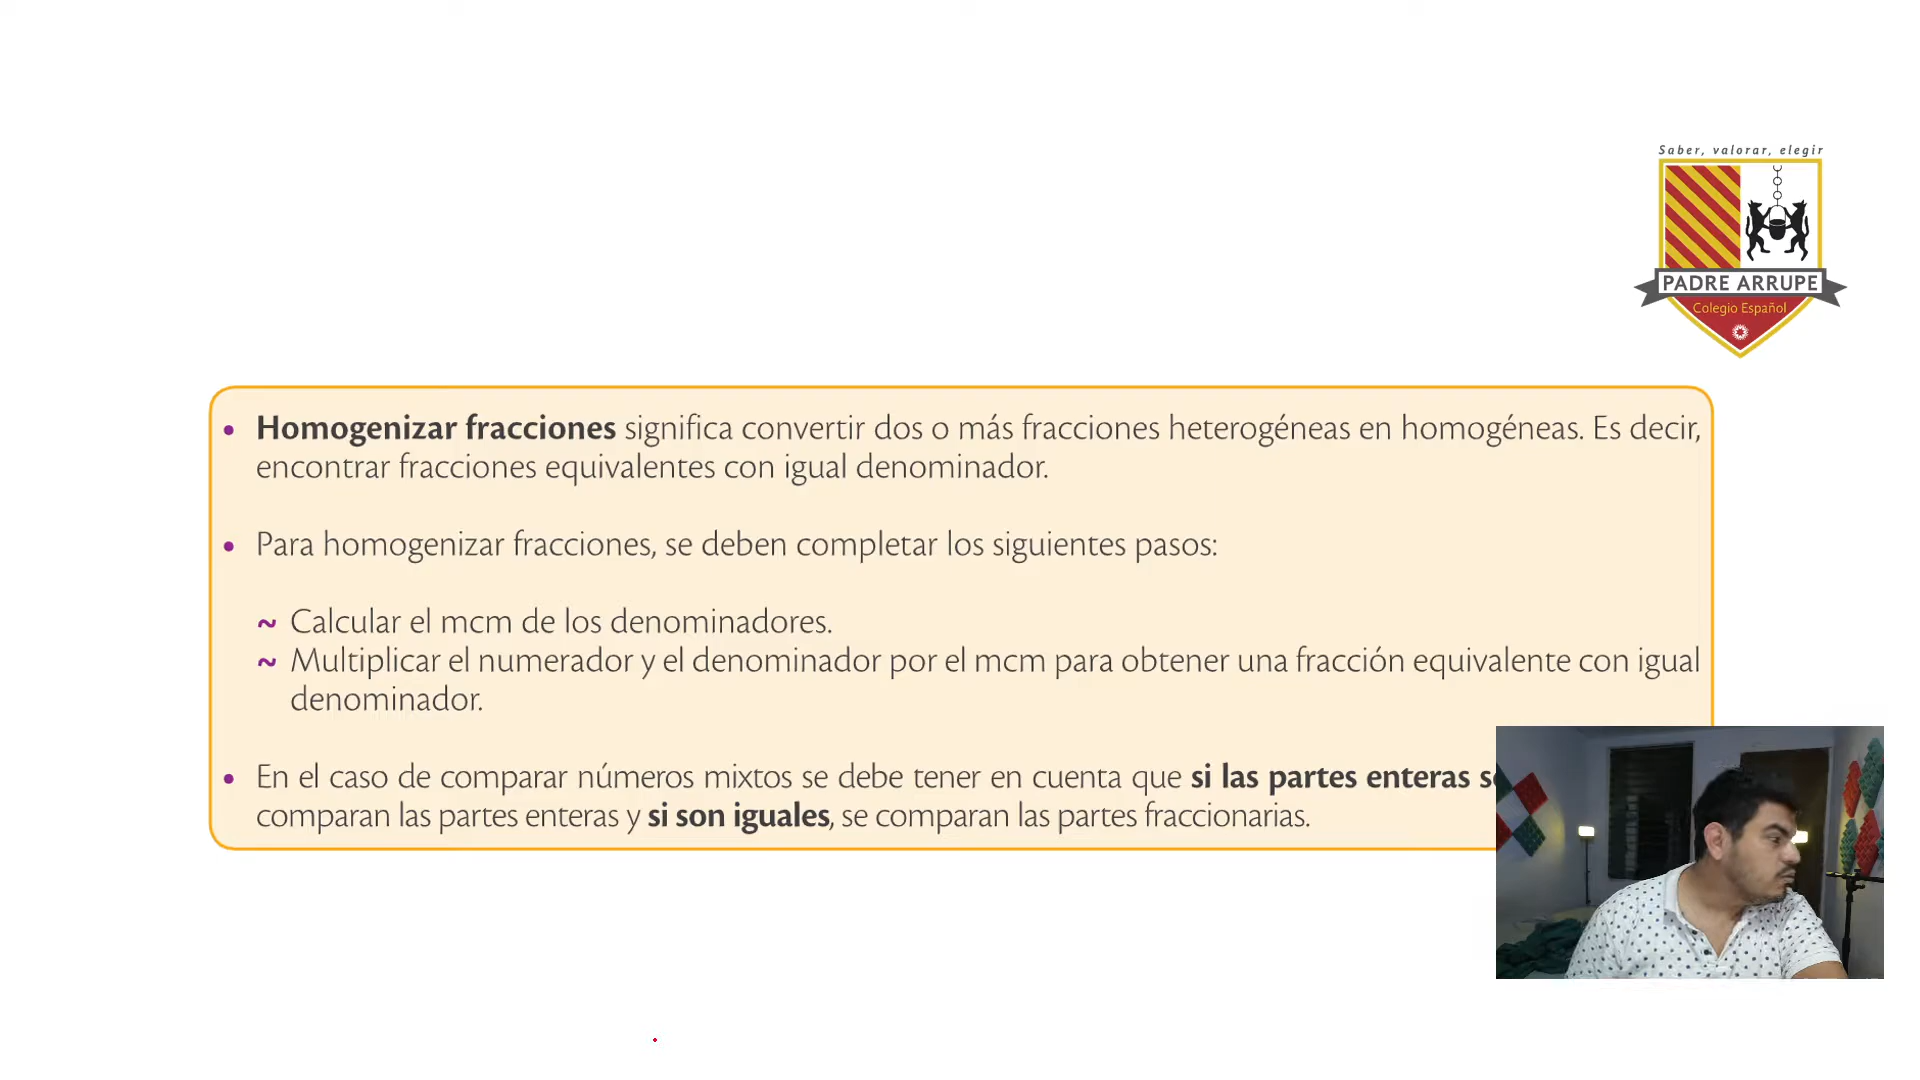 Saber, valorar, elegir
PADRE ARRUPE
Colegio Español
• Homogenizar fracciones significa convertir dos o más fracciones heterogéneas en homogéneas. Es decir,
encontrar fracciones equivalentes con igual denominador.
• Para homogenizar fracciones, se deben completar los siguientes pasos:
~ Calcular el mcm de los denominadores.
~ Multiplicar el numerador y el denominador por el mcm para obtener una fracción equivalente con igual
denominador.
• En el caso de comparar números mixtos se debe tener en cuenta que si las partes enteras
comparan las partes enteras y si son iguales, se comparan las partes fraccionarias.